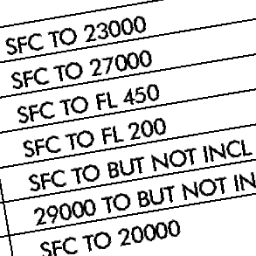 SFC TO 23000
SFC TO 27000
SFC TO FL 450
SFC TO FL 200
SFC TO BUT NOT INCL
29000 TO BUT NOT IN
SFC TO 20000